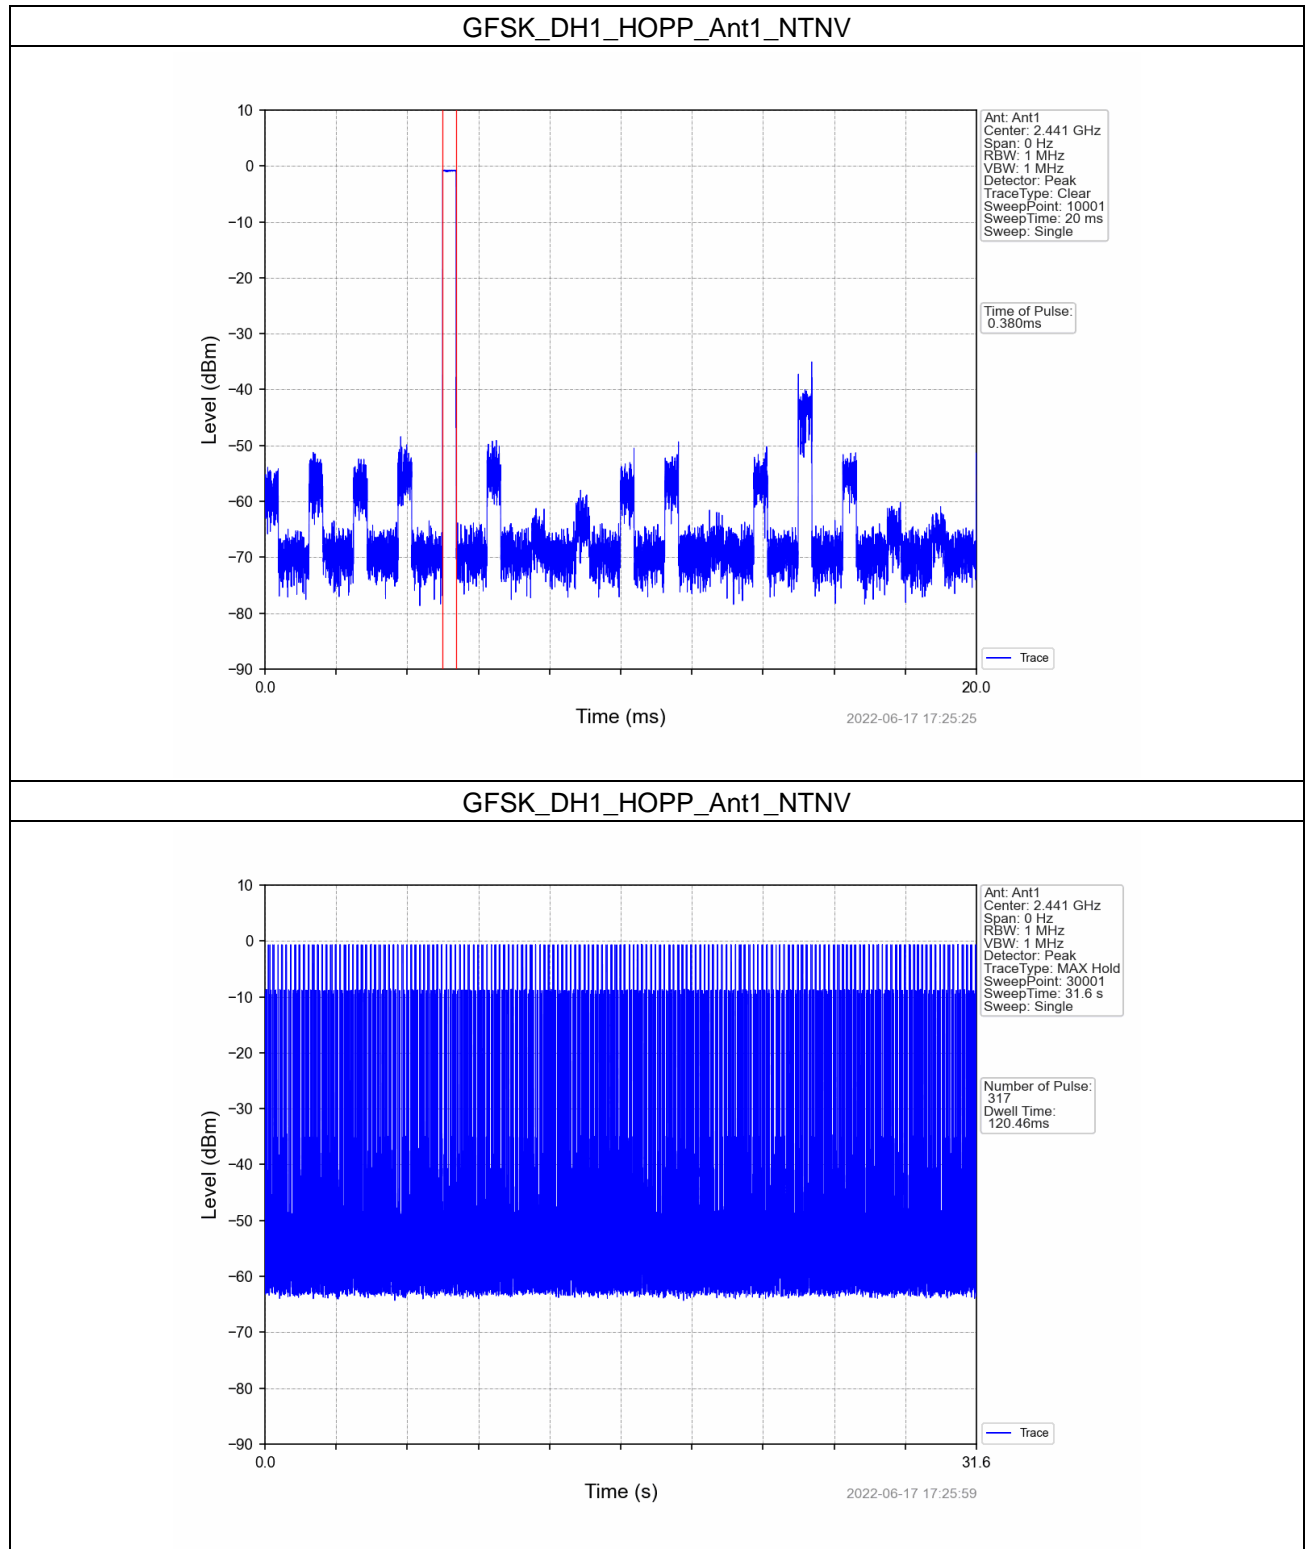 GFSK_DH1_HOPP_Ant1_NTNV
10
0
−10
−20
−30
−40
−50
−60
−70
−80
−90
Level (dBm)
0.0
20.0
Time (ms)
2022-06-17 17:25:25
Ant: Ant1
Center: 2.441 GHz
Span: 0 Hz
RBW: 1 MHz
VBW: 1 MHz
Detector: Peak
TraceType: Clear
SweepPoint: 10001
SweepTime: 20 ms
Sweep: Single
Time of Pulse:
0.380ms
Trace
GFSK_DH1_HOPP_Ant1_NTNV
10
0
−10
−20
−30
−40
−50
−60
−70
−80
−90
Level (dBm)
0.0
31.6
Time (s)
2022-06-17 17:25:59
Ant: Ant1
Center: 2.441 GHz
Span: 0 Hz
RBW: 1 MHz
VBW: 1 MHz
Detector: Peak
TraceType: MAX Hold
SweepPoint: 30001
SweepTime: 31.6 s
Sweep: Single
Number of Pulse:
317
Dwell Time:
120.46ms
Trace